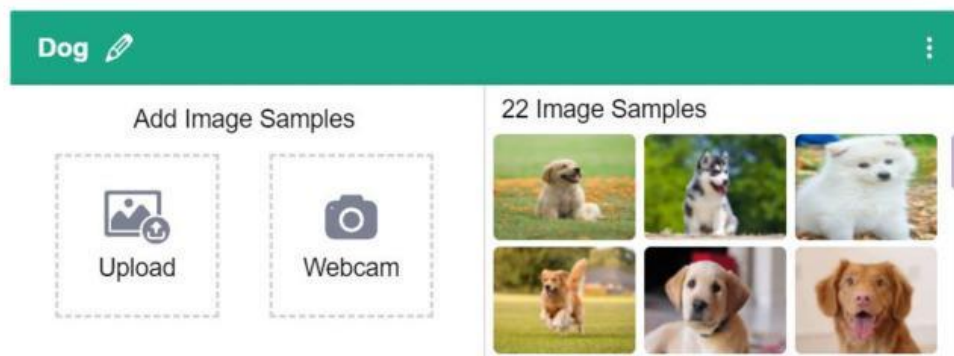 Dog
Add Image Samples
22 Image Samples
Upload
Webcam